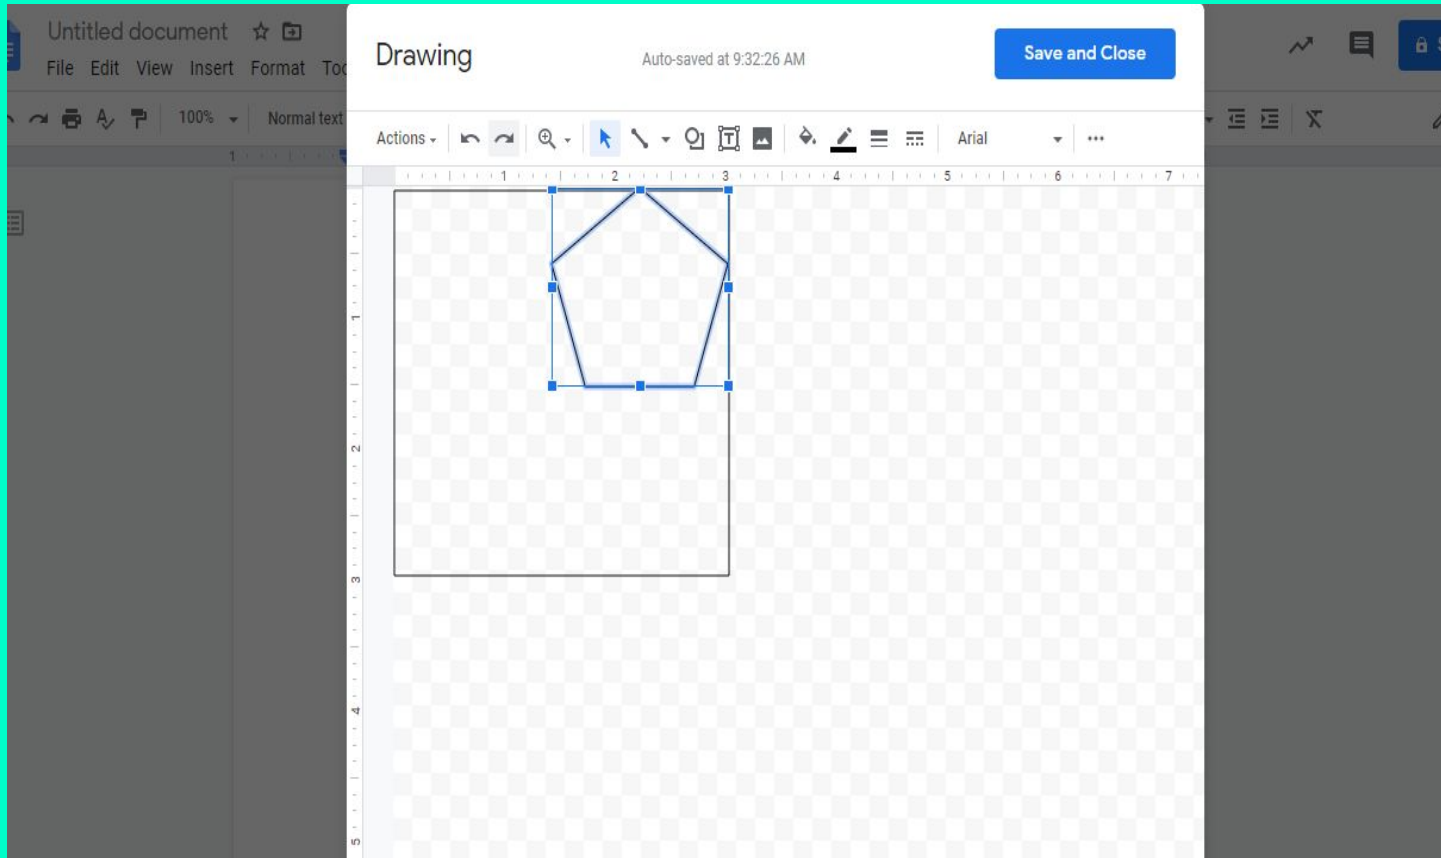 Untitled document
File Edit View Insert Format
Drawing
Auto-saved at 9:32:26 AM
Save and Close
100%
Normal text
Actions
Arial
1
1 2 3 4 5 6 7
1
2
3
4
5